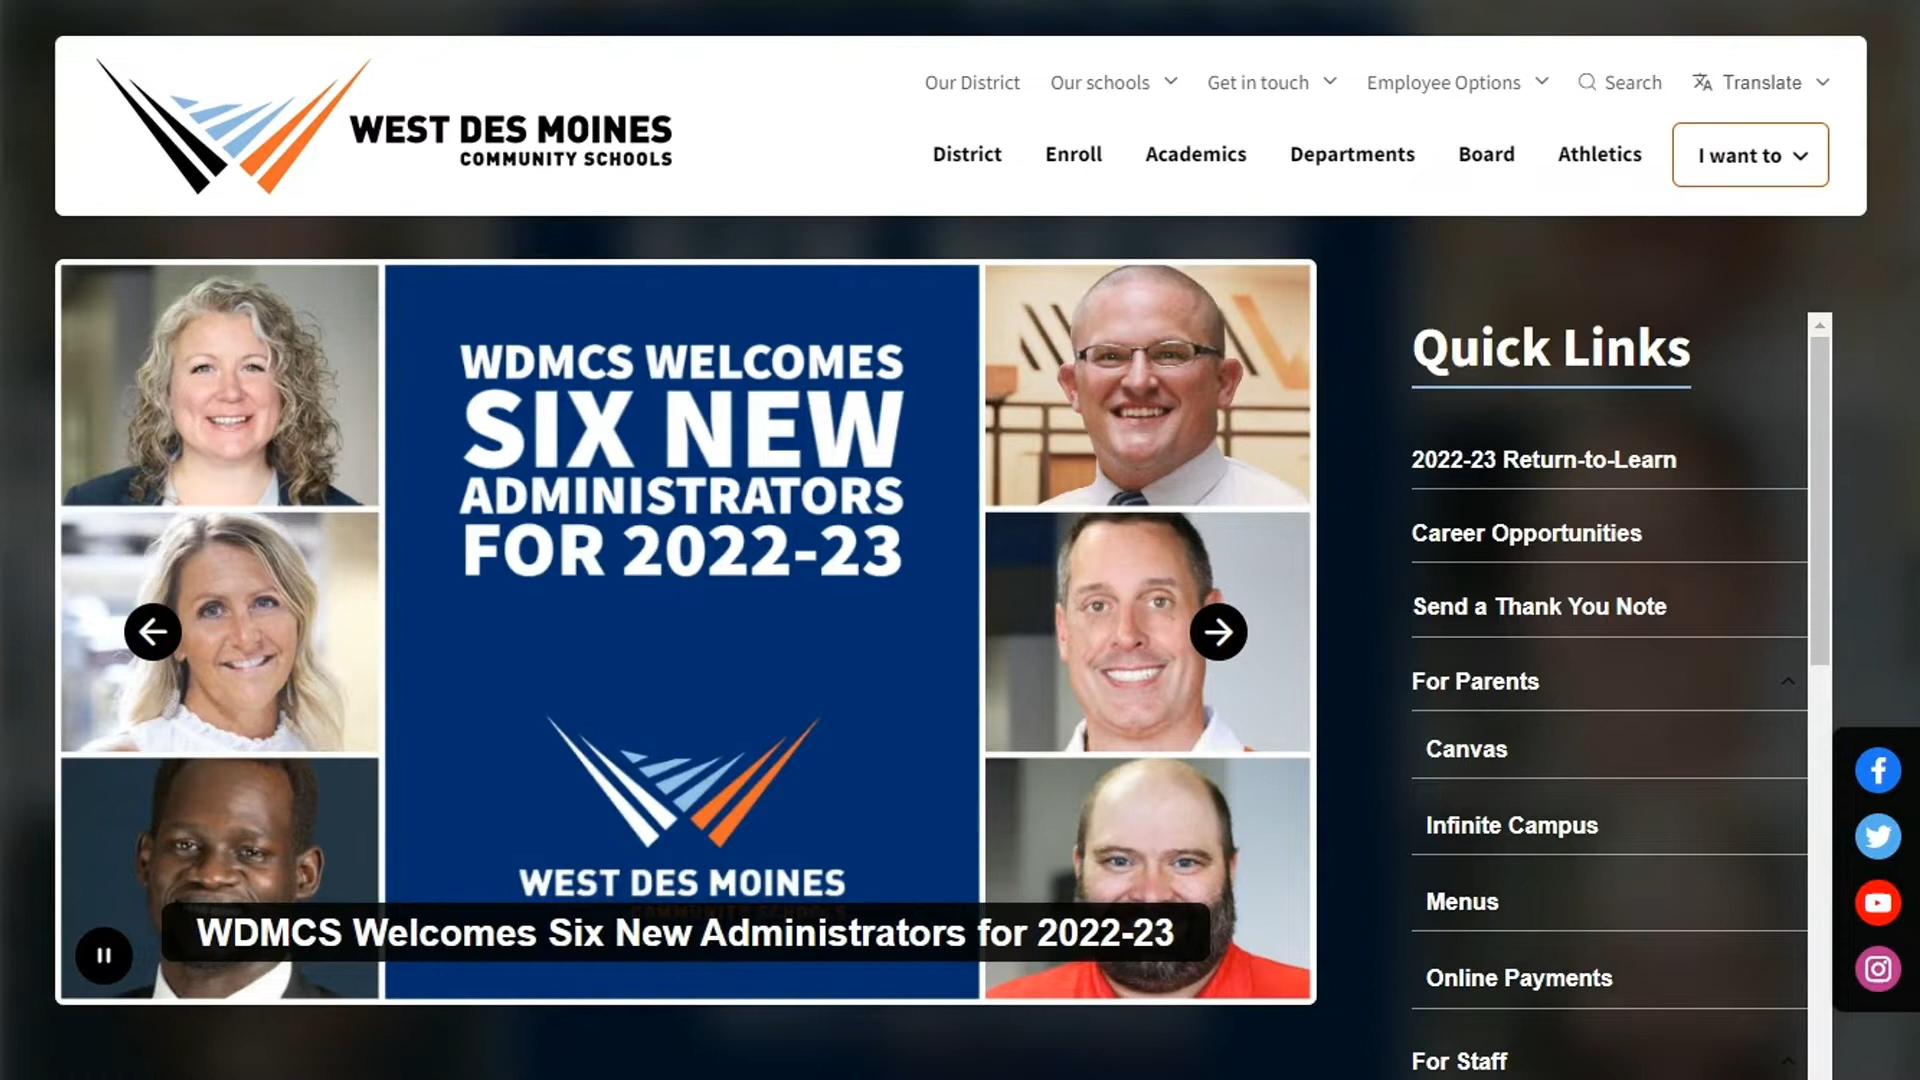 Our District
Our schools
Get in touch
Employee Options
Search
Translate
WEST DES MOINES
COMMUNITY SCHOOLS
District
Enroll
Academics
Departments
Board
Athletics
I want to
WDMCS WELCOMES
SIX NEW
ADMINISTRATORS
FOR 2022-23
WEST DES MOINES
COMMUNITY SCHOOLS
WDMCS Welcomes Six New Administrators for 2022-23
Quick Links
2022-23 Return-to-Learn
Career Opportunities
Send a Thank You Note
For Parents
Canvas
Infinite Campus
Menus
Online Payments
For Staff